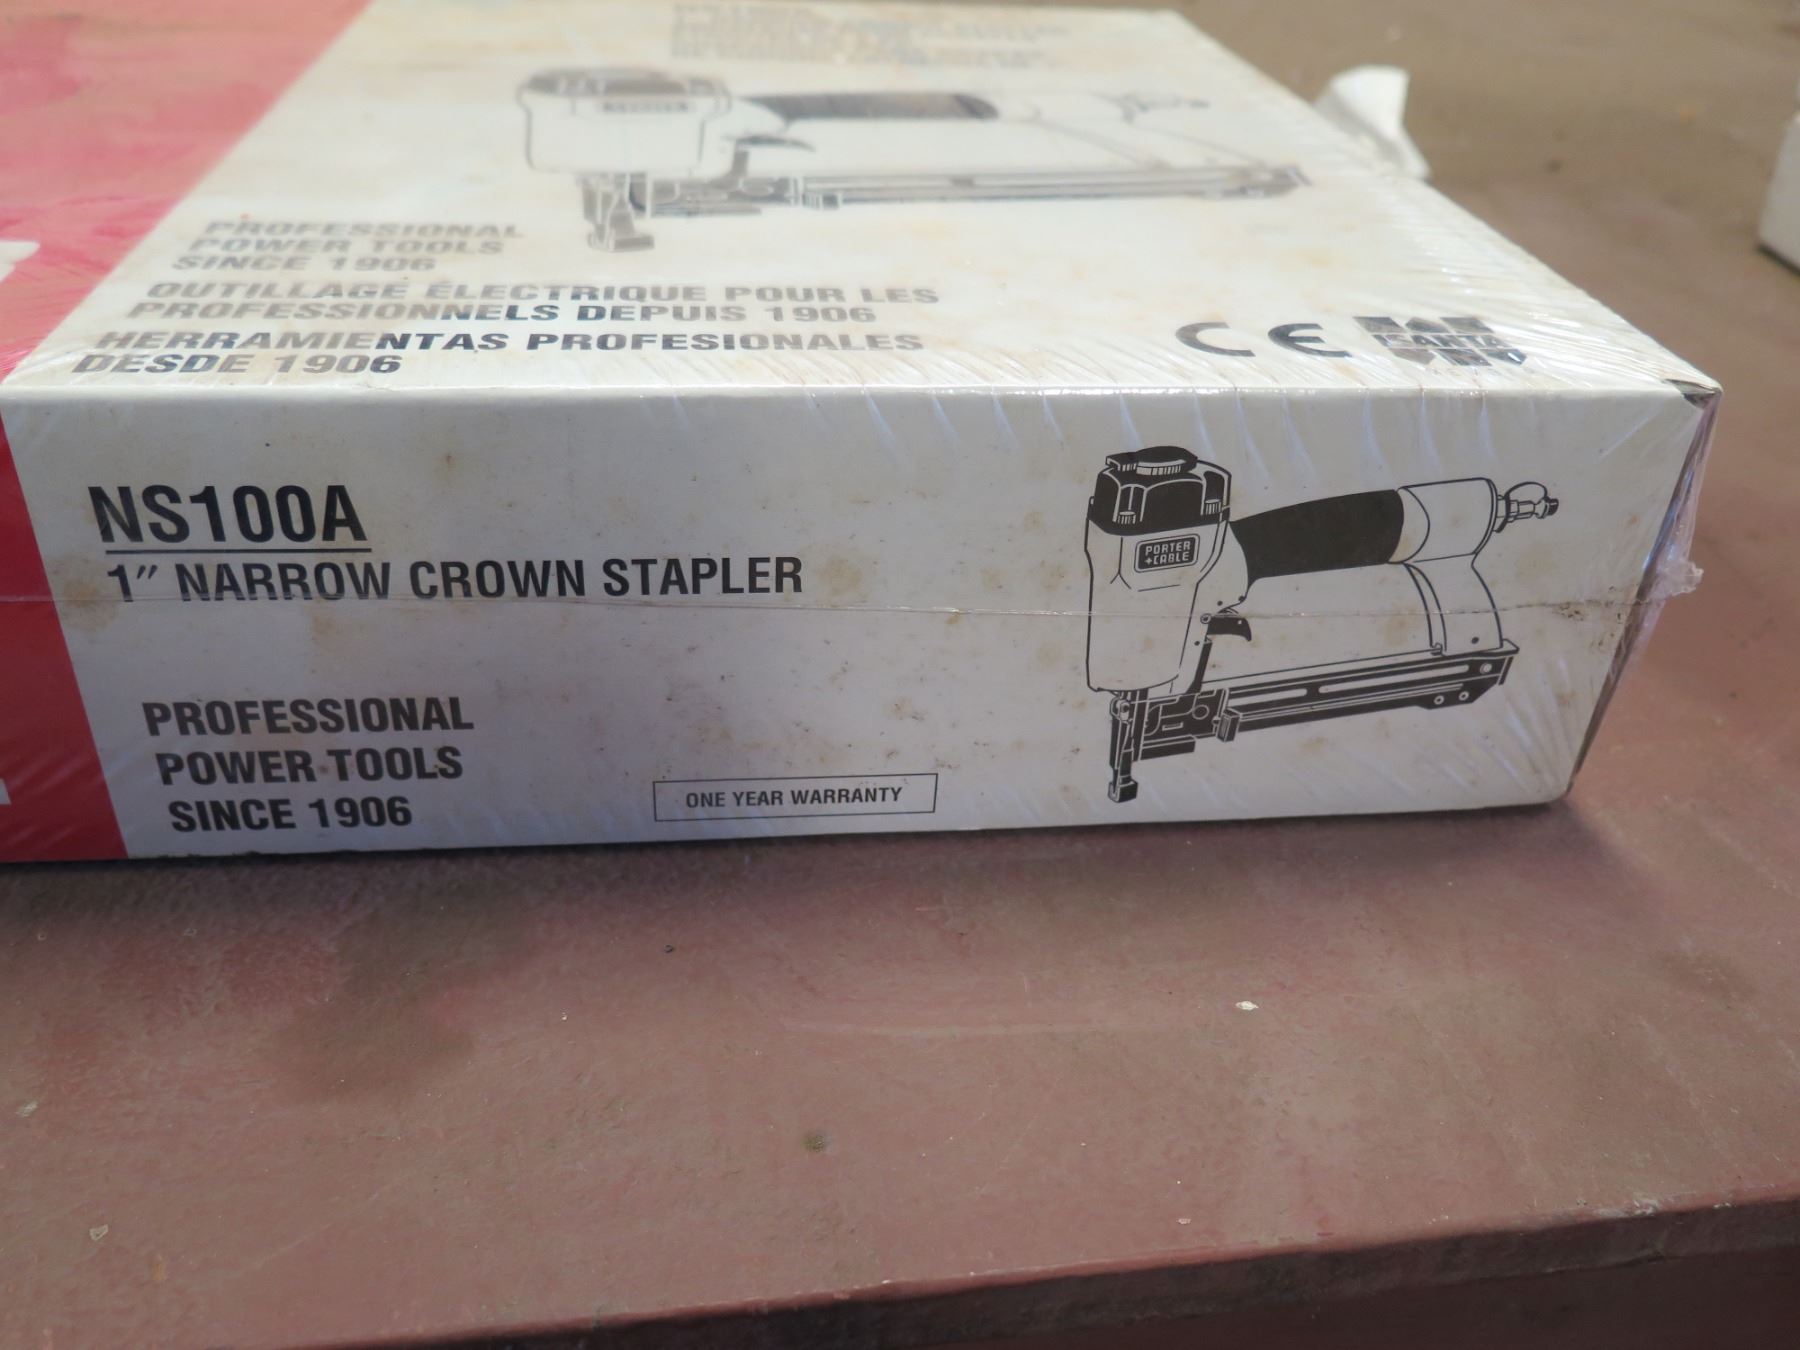 PROFESSIONAL
POWER TOOLS
SINCE 1906
OUTILLAGE ÉLECTRIQUE POUR LES
PROFESSIONNELS DEPUIS 1906
HERRAMIENTAS PROFESIONALES
DESDE 1906
CE
NS100A
1" NARROW CROWN STAPLER
PORTER
+CABLE
PROFESSIONAL
POWER TOOLS
SINCE 1906
ONE YEAR WARRANTY